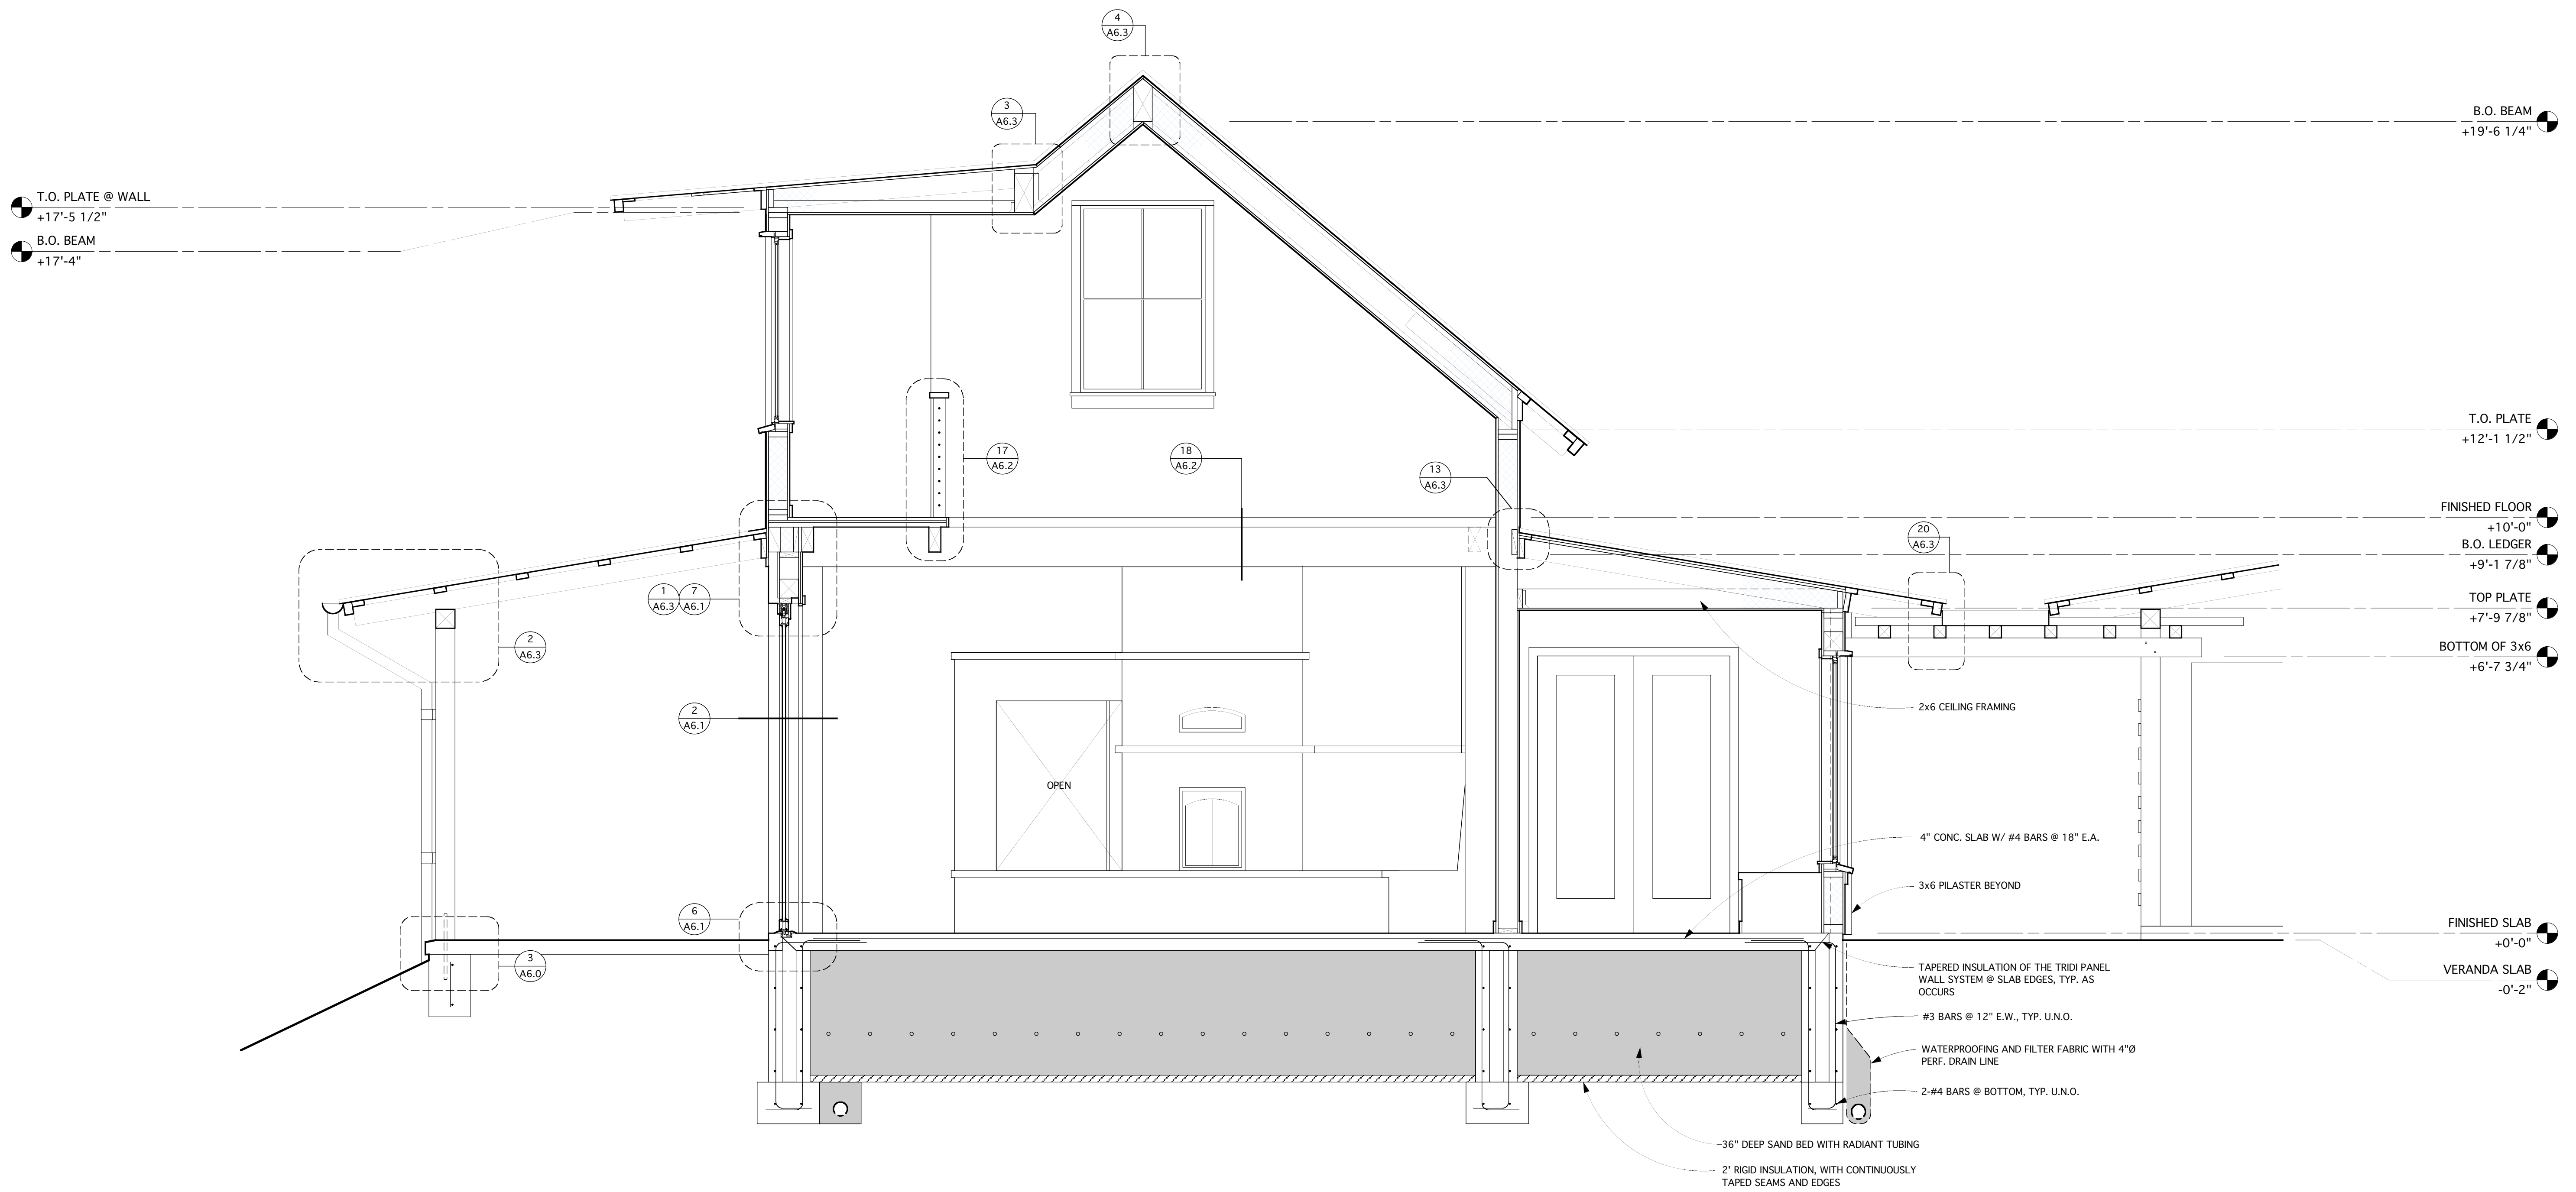 4
A6.3
3
A6.3
B.O. BEAM
+19'-6 1/4"
T.O. PLATE @ WALL
+17'-5 1/2"
B.O. BEAM
+17'-4"
T.O. PLATE
+12'-1 1/2"
17
A6.2
18
A6.2
13
A6.3
FINISHED FLOOR
+10'-0"
20
A6.3
B.O. LEDGER
+9'-1 7/8"
1
A6.3
7
A6.1
TOP PLATE
+7'-9 7/8"
2
A6.3
BOTTOM OF 3x6
+6'-7 3/4"
2
A6.1
2x6 CEILING FRAMING
OPEN
4" CONC. SLAB W/ #4 BARS @ 18" E.A.
3x6 PILASTER BEYOND
6
A6.1
FINISHED SLAB
+0'-0"
3
A6.0
TAPERED INSULATION OF THE TRIDI PANEL
WALL SYSTEM @ SLAB EDGES, TYP. AS
OCCURS
VERANDA SLAB
-0'-2"
#3 BARS @ 12" E.W., TYP. U.N.O.
WATERPROOFING AND FILTER FABRIC WITH 4"Ø
PERF. DRAIN LINE
2-#4 BARS @ BOTTOM, TYP. U.N.O.
36" DEEP SAND BED WITH RADIANT TUBING
2' RIGID INSULATION, WITH CONTINUOUSLY
TAPED SEAMS AND EDGES